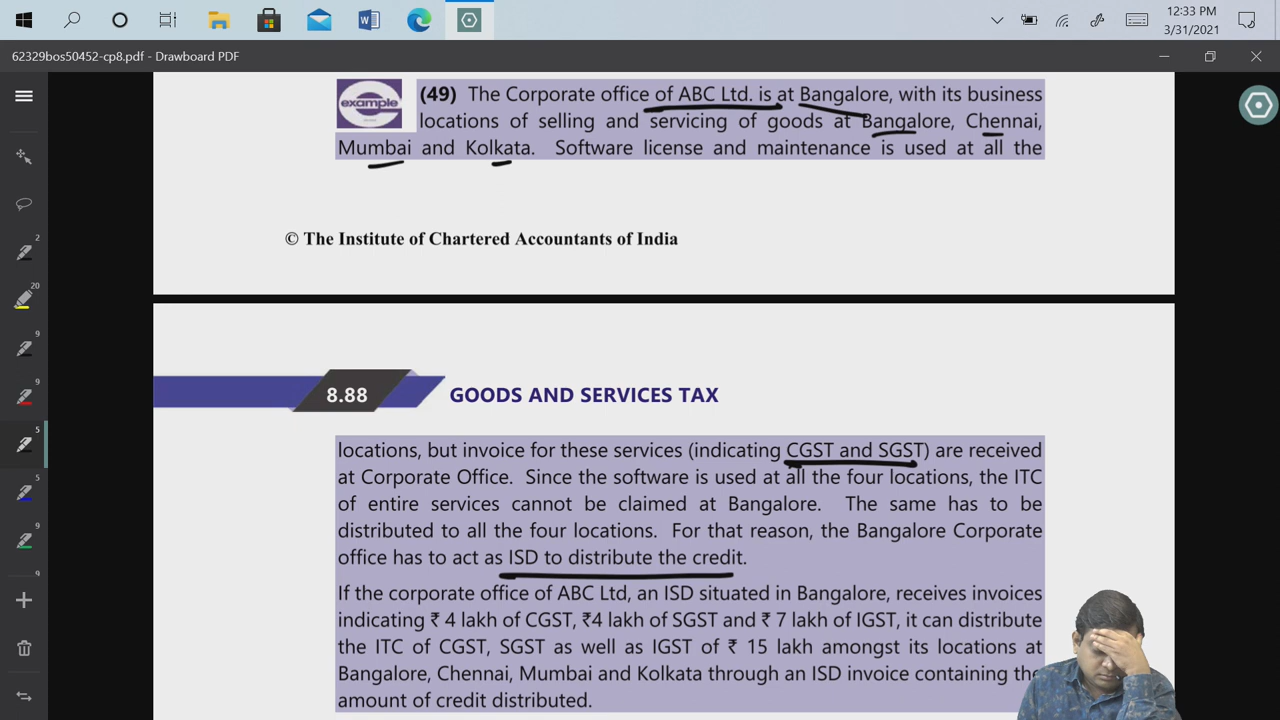 12:33 PM
3/31/2021
62329bos50452-cp8.pdf - Drawboard PDF
example
(49) The Corporate office of ABC Ltd. is at Bangalore, with its business
locations of selling and servicing of goods at Bangalore, Chennai,
Mumbai and Kolkata. Software license and maintenance is used at all the
© The Institute of Chartered Accountants of India
8.88 GOODS AND SERVICES TAX
locations, but invoice for these services (indicating CGST and SGST) are received
at Corporate Office. Since the software is used at all the four locations, the ITC
of entire services cannot be claimed at Bangalore. The same has to be
distributed to all the four locations. For that reason, the Bangalore Corporate
office has to act as ISD to distribute the credit.
If the corporate office of ABC Ltd, an ISD situated in Bangalore, receives invoices
indicating ₹ 4 lakh of CGST, ₹4 lakh of SGST and ₹ 7 lakh of IGST, it can distribute
the ITC of CGST, SGST as well as IGST of ₹ 15 lakh amongst its locations at
Bangalore, Chennai, Mumbai and Kolkata through an ISD invoice containing the
amount of credit distributed.
2
20
9
9
5
5
9
9